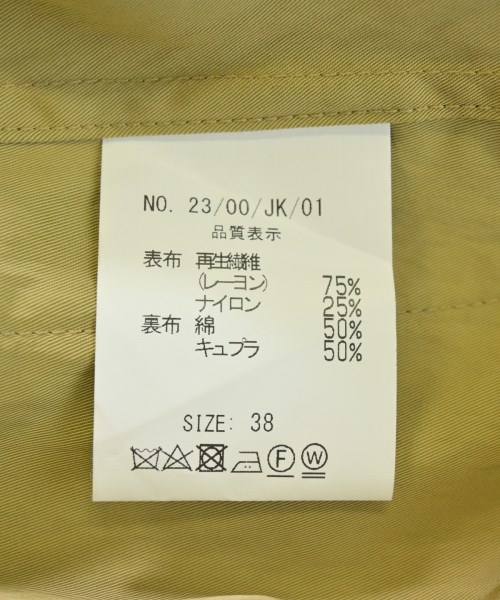 NO. 23/00/JK/01
品質表示
表布 再生繊維
(レーヨン) 75%
ナイロン 25%
裏布 綿 50%
キュプラ 50%
SIZE: 38
F W